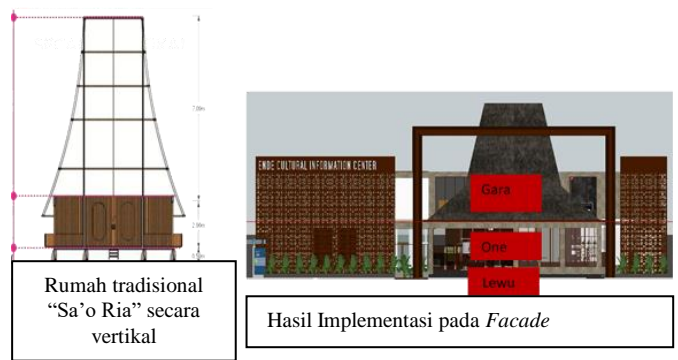 7.00m
2.00m
Rumah tradisional
“Sa’o Ria” secara
vertikal
ENDE CULTURAL INFORMATION CENTER
Gara
One
Lewu
Hasil Implementasi pada Facade